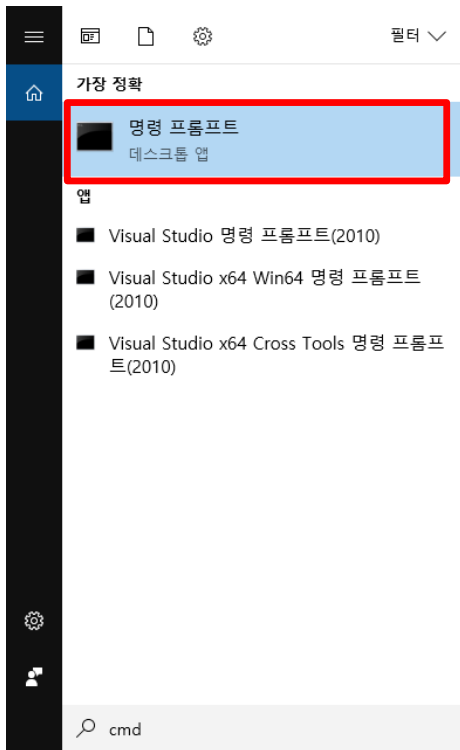 필터
가장 정확
명령 프롬프트
데스크톱 앱
앱
Visual Studio 명령 프롬프트(2010)
Visual Studio x64 Win64 명령 프롬프트
(2010)
Visual Studio x64 Cross Tools 명령 프롬프
트(2010)
cmd